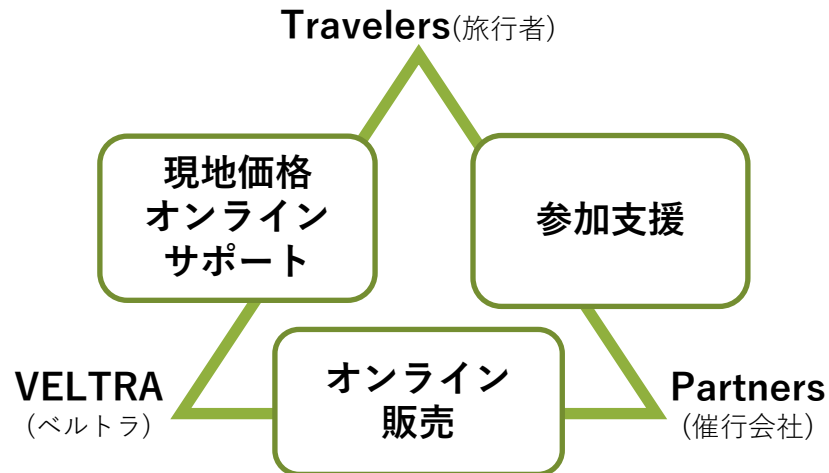 Travelers(旅行者)
現地価格
オンライン
サポート
参加支援
VELTRA
(ベルトラ)
オンライン
販売
Partners
(催行会社)